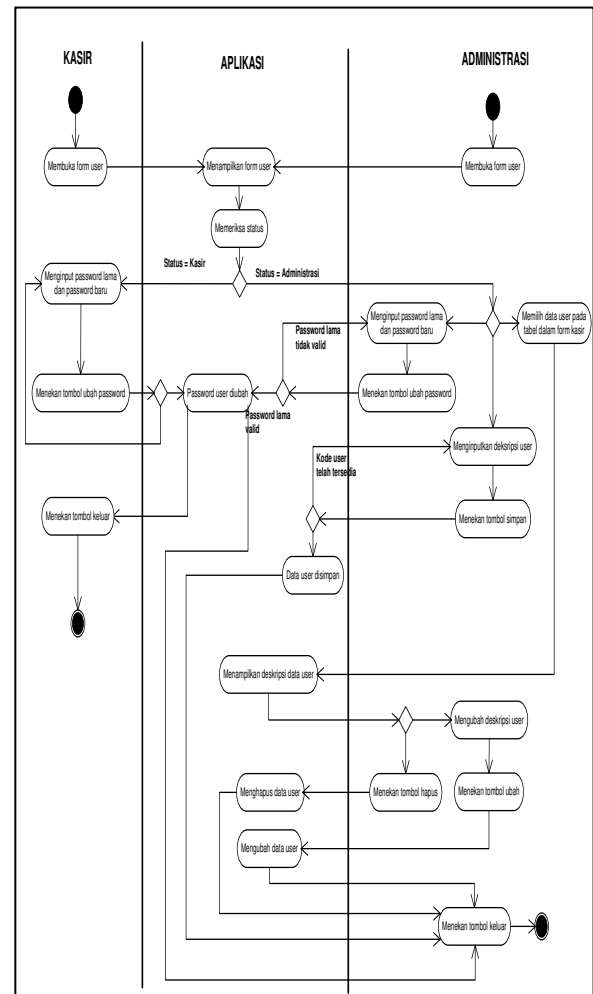 KASIR
APLIKASI
ADMINISTRASI
Membuka form user
Menampilkan form user
Membuka form user
Memeriksa status
Status = Kasir
Status = Administrasi
Menginput password lama
dan password baru
Password lama
tidak valid
Menginput password lama
dan password baru
Memilih data user pada
tabel dalam form kasir
Menekan tombol ubah password
Password user diubah
Menekan tombol ubah password
Password lama
valid
Menginputkan deksripsi user
Kode user
telah tersedia
Menekan tombol keluar
Menekan tombol simpan
Data user disimpan
Menampilkan deskripsi data user
Mengubah deskripsi user
Menghapus data user
Menekan tombol hapus
Menekan tombol ubah
Mengubah data user
Menekan tombol keluar